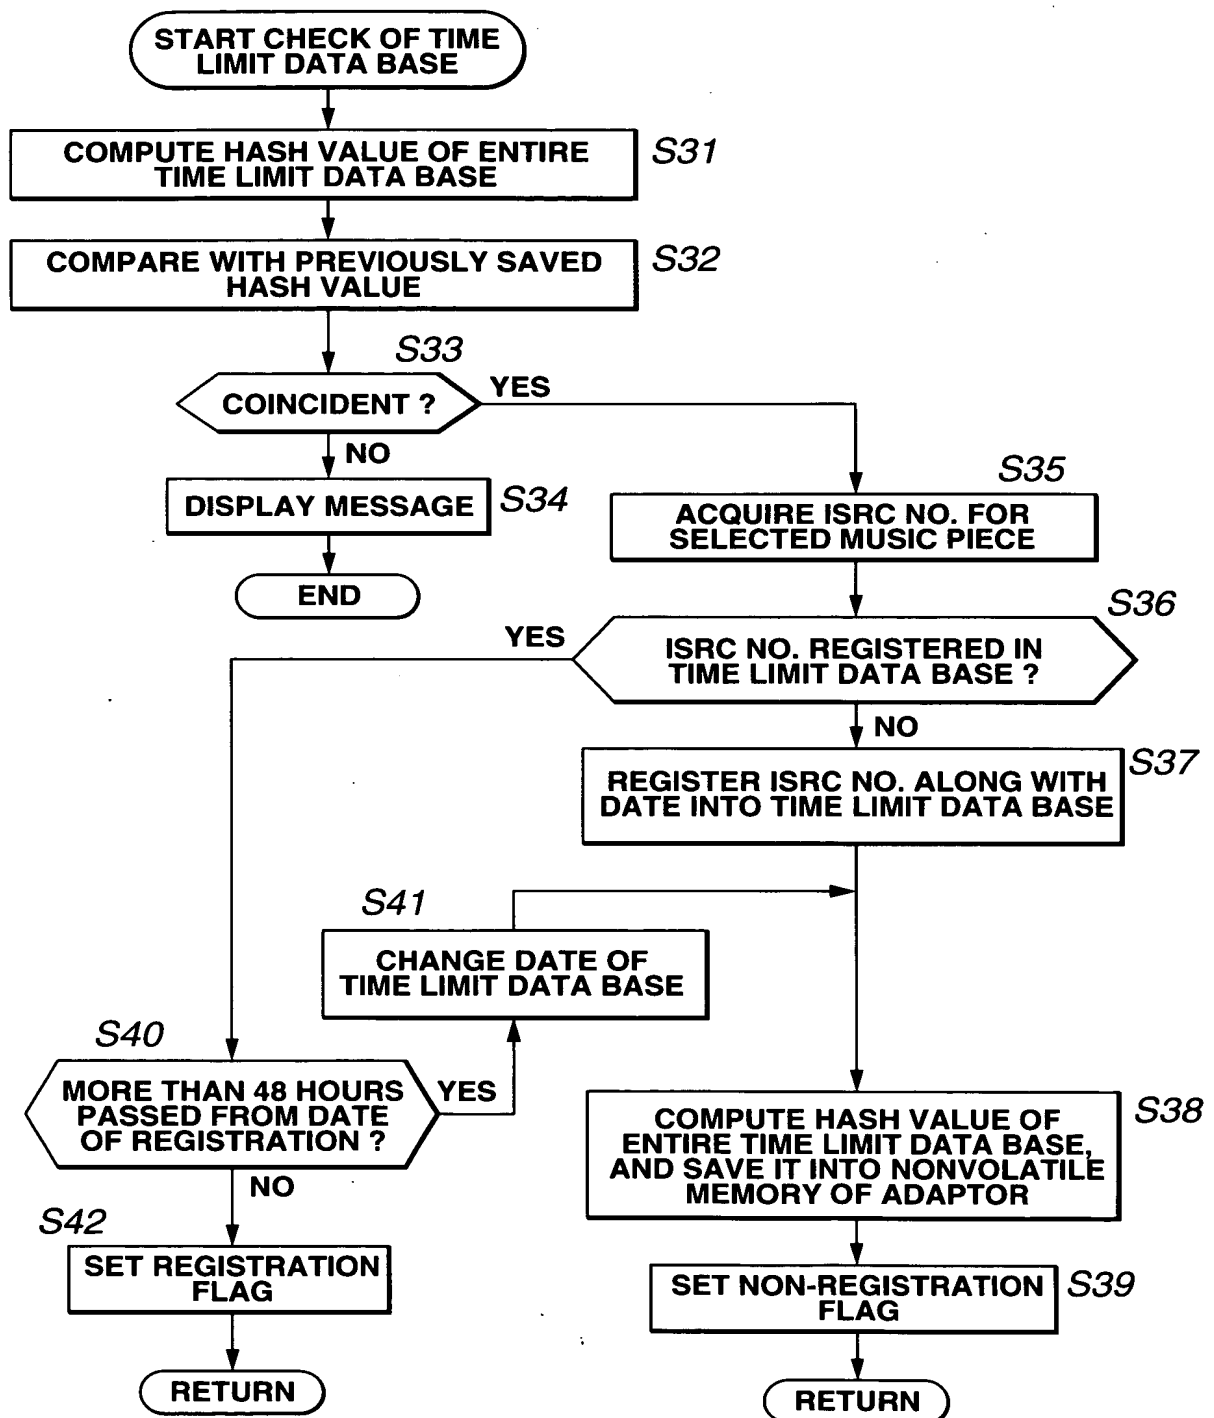 START CHECK OF TIME
LIMIT DATA BASE
COMPUTE HASH VALUE OF ENTIRE
TIME LIMIT DATA BASE
S31
COMPARE WITH PREVIOUSLY SAVED
HASH VALUE
S32
S33
COINCIDENT ?
YES
NO
DISPLAY MESSAGE
S34
END
S35
ACQUIRE ISRC NO. FOR
SELECTED MUSIC PIECE
S36
YES
ISRC NO. REGISTERED IN
TIME LIMIT DATA BASE ?
NO
S37
REGISTER ISRC NO. ALONG WITH
DATE INTO TIME LIMIT DATA BASE
S41
CHANGE DATE OF
TIME LIMIT DATA BASE
S40
MORE THAN 48 HOURS
PASSED FROM DATE
OF REGISTRATION ?
YES
NO
S38
COMPUTE HASH VALUE OF
ENTIRE TIME LIMIT DATA BASE,
AND SAVE IT INTO NONVOLATILE
MEMORY OF ADAPTOR
S42
SET REGISTRATION
FLAG
SET NON-REGISTRATION
FLAG
S39
RETURN
RETURN